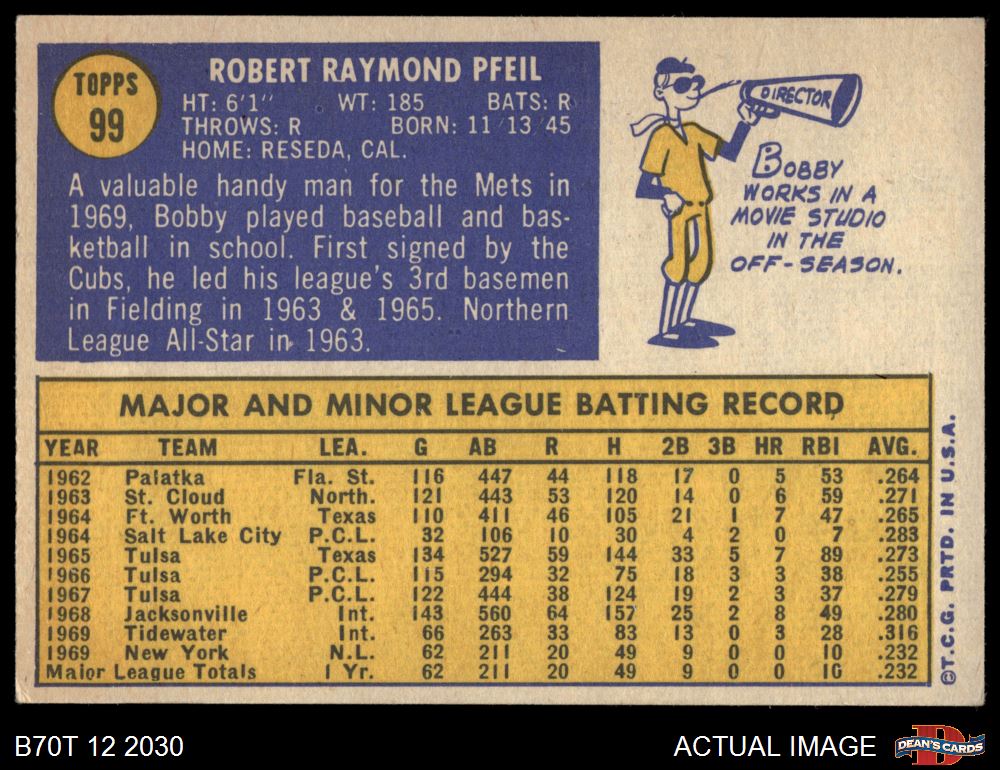 TOPPS
99
ROBERT RAYMOND PFEIL
HT: 6'1" WT: 185 BATS: R
THROWS: R BORN: 11/13/45
HOME: RESEDA, CAL.
A valuable handy man for the Mets in
1969, Bobby played baseball and bas-
ketball in school. First signed by the
Cubs, he led his league's 3rd basemen
in Fielding in 1963 & 1965. Northern
League All-Star in 1963.
DIRECTOR
BOBBY
WORKS IN A
MOVIE STUDIO
IN THE
OFF-SEASON.
MAJOR AND MINOR LEAGUE BATTING RECORD
YEAR TEAM LEA. G AB R H 2B 3B HR RBI AVG.
1962 Palatka Fla. St. 116 447 44 118 17 0 5 53 .264
1963 St. Cloud North. 121 443 53 120 14 0 6 59 .271
1964 Ft. Worth Texas 110 411 46 105 21 1 7 47 .265
1964 Salt Lake City P.C.L. 32 106 10 30 4 2 0 7 .283
1965 Tulsa Texas 134 527 59 144 33 5 7 89 .273
1966 Tulsa P.C.L. 115 294 32 75 18 3 3 38 .255
1967 Tulsa P.C.L. 122 444 38 124 19 2 3 37 .279
1968 Jacksonville Int. 143 560 64 157 25 2 8 49 .280
1969 Tidewater Int. 66 263 33 83 13 0 3 28 .316
1969 New York N.L. 62 211 20 49 9 0 0 10 .232
Major League Totals 1 Yr. 62 211 20 49 9 0 0 10 .232
©T.C.G. PRTD. IN U.S.A.
B70T 12 2030
ACTUAL IMAGE
DEAN'S CARDS